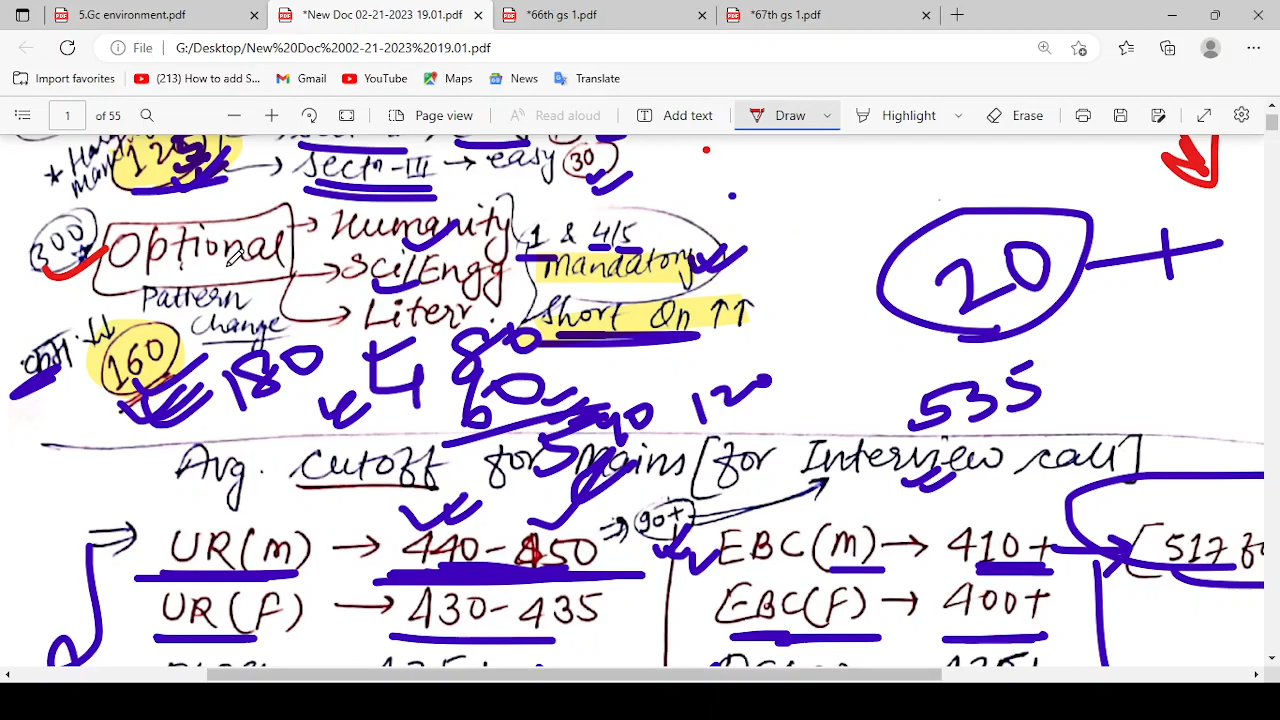 5.Gc environment.pdf
*New Doc 02-21-2023 19.01.pdf
*66th gs 1.pdf
*67th gs 1.pdf
File G:/Desktop/New%20Doc%2002-21-2023%2019.01.pdf
Import favorites
(213) How to add S...
Gmail
YouTube
Maps
News
Translate
1 of 55
Page view
Read aloud
Add text
Draw
Highlight
Erase
sectn-III → easy 30
300
Optional → Humanity
→ Sci/Engg
→ Literr.
1 & 4/5
mandatory
Short Qn ↑↑
Pattern
change
160
180
80
90
120
20 +
535
Avg. cutoff for Mains [for Interview call]
UR(m) → 440-450 → 90+
EBC(m) → 410+ → [517
UR(F) → 430-435
EBC(F) → 400+